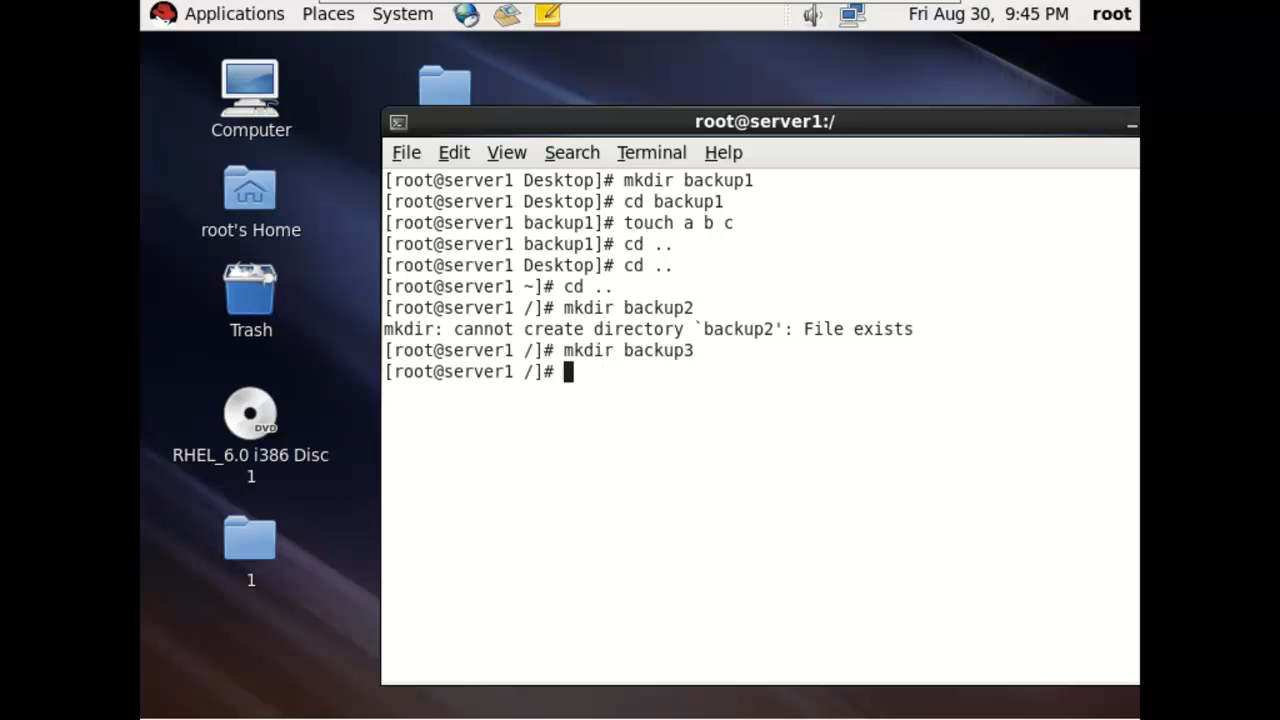 Applications Places System Fri Aug 30, 9:45 PM root
Computer
root's Home
Trash
DVD
RHEL_6.0 i386 Disc
1
1
root@server1:/
File Edit View Search Terminal Help
[root@server1 Desktop]# mkdir backup1
[root@server1 Desktop]# cd backup1
[root@server1 backup1]# touch a b c
[root@server1 backup1]# cd ..
[root@server1 Desktop]# cd ..
[root@server1 ~]# cd ..
[root@server1 /]# mkdir backup2
mkdir: cannot create directory `backup2': File exists
[root@server1 /]# mkdir backup3
[root@server1 /]#